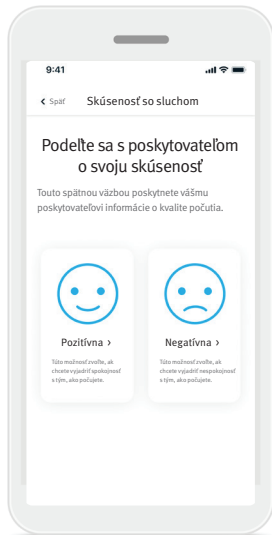 9:41
Späť Skúsenosť so sluchom
Podeľte sa s poskytovateľom
o svoju skúsenosť
Touto spätnou väzbou poskytnete vášmu
poskytovateľovi informácie o kvalite počutia.
Pozitívna
Túto možnosť zvoľte, ak
chcete vyjadriť spokojnosť
s tým, ako počujete.
Negatívna
Túto možnosť zvoľte, ak
chcete vyjadriť nespokojnosť
s tým, ako počujete.